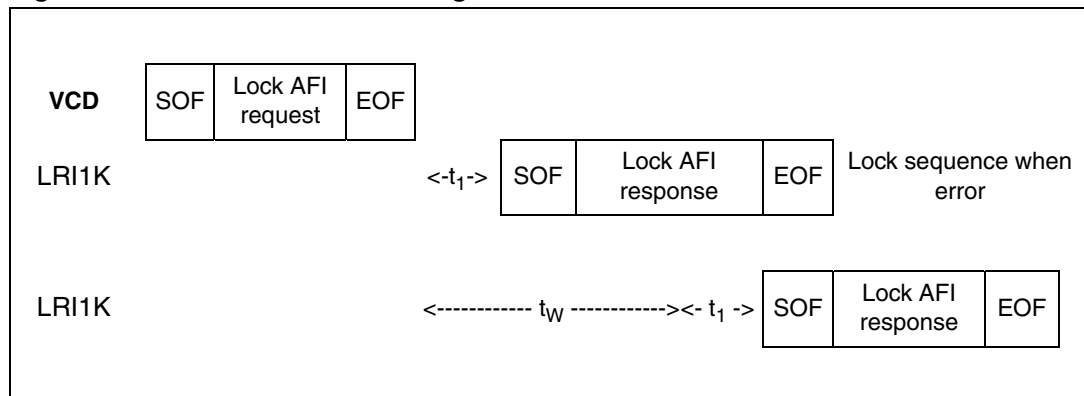 VCD SOF Lock AFI request EOF
LRI1K <-t1-> SOF Lock AFI response EOF Lock sequence when error
LRI1K <------------ tW -------------><- t1 -> SOF Lock AFI response EOF